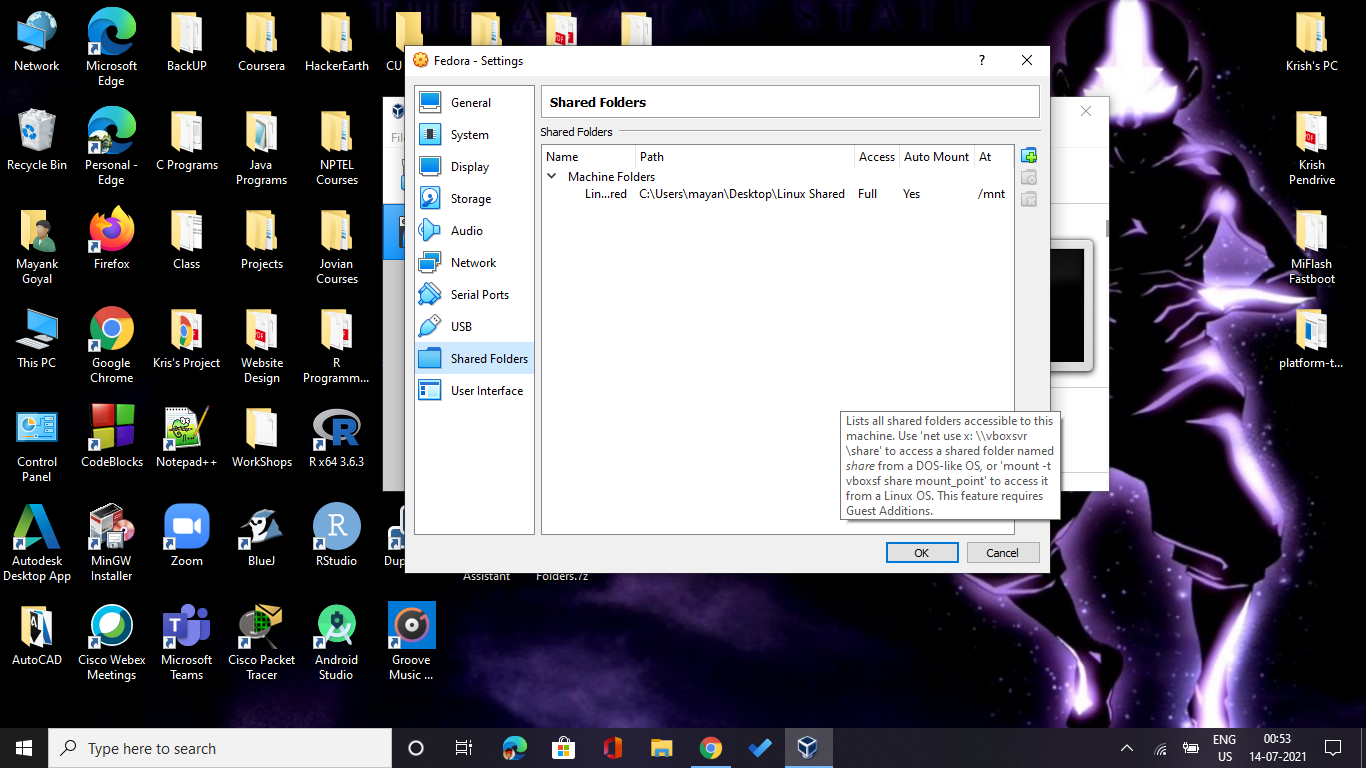 THE AVATAR STATE
Network
Microsoft
Edge
BackUP
Coursera
HackerEarth
CU
Krish's PC
Recycle Bin
Personal -
Edge
C Programs
Java
Programs
NPTEL
Courses
Krish
Pendrive
Mayank
Goyal
Firefox
Class
Projects
Jovian
Courses
MiFlash
Fastboot
This PC
Google
Chrome
Kris's Project
Website
Design
R
Programm...
platform-t...
Control
Panel
CodeBlocks
Notepad++
WorkShops
R x64 3.6.3
Autodesk
Desktop App
MinGW
Installer
Zoom
BlueJ
RStudio
Dup
Assistant
Folders.7z
AutoCAD
Cisco Webex
Meetings
Microsoft
Teams
Cisco Packet
Tracer
Android
Studio
Groove
Music ...
Fedora - Settings
?
General
System
Display
Storage
Audio
Network
Serial Ports
USB
Shared Folders
User Interface
Shared Folders
Shared Folders
Name Path Access Auto Mount At
Machine Folders
Lin...red C:\Users\mayan\Desktop\Linux Shared Full Yes /mnt
Lists all shared folders accessible to this
machine. Use 'net use x: \\vboxsvr
\share' to access a shared folder named
share from a DOS-like OS, or 'mount -t
vboxsf share mount_point' to access it
from a Linux OS. This feature requires
Guest Additions.
OK Cancel
Type here to search
ENG
US
00:53
14-07-2021